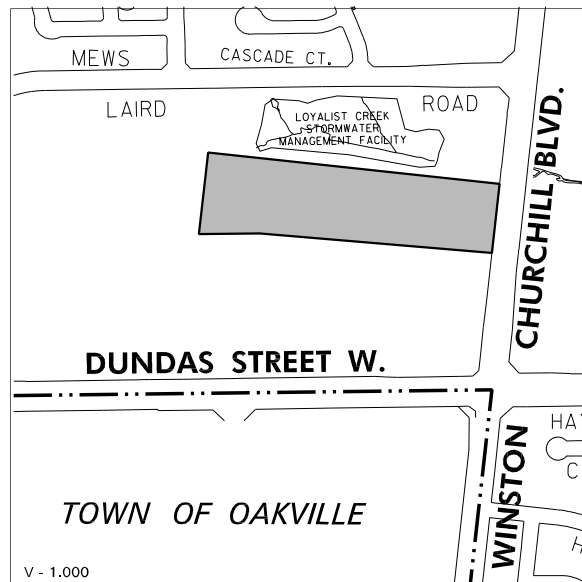 MEWS
CASCADE CT.
LAIRD ROAD
LOYALIST CREEK
STORMWATER
MANAGEMENT FACILITY
WINSTON CHURCHILL BLVD.
DUNDAS STREET W.
TOWN OF OAKVILLE
V - 1.000